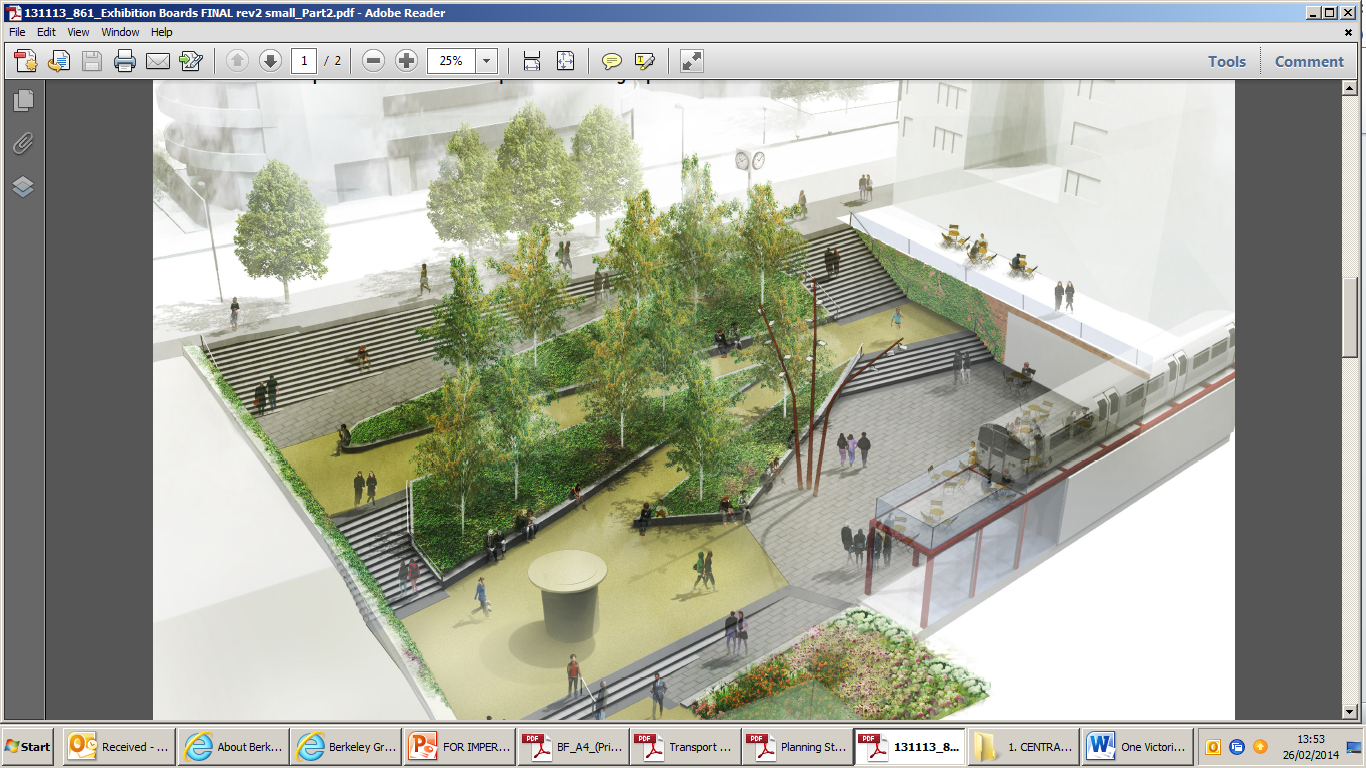 131113_861_Exhibition Boards FINAL rev2 small_Part2.pdf - Adobe Reader
File Edit View Window Help
1 / 2 25% Tools Comment
Start Received - ... About Berk... Berkeley Gr... FOR IMPER... BF_A4_(Pri... Transport ... Planning St... 131113_8... 1. CENTRA... One Victori... 13:53
26/02/2014